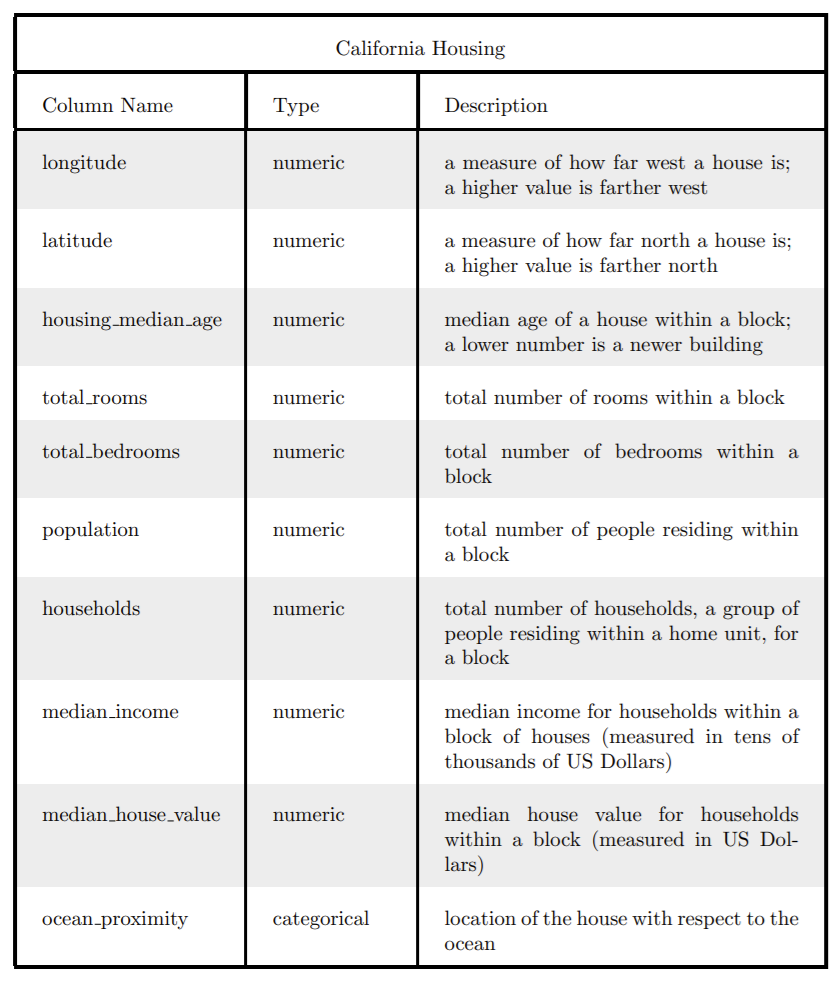 California Housing
Column Name Type Description
longitude numeric a measure of how far west a house is;
a higher value is farther west
latitude numeric a measure of how far north a house is;
a higher value is farther north
housing_median_age numeric median age of a house within a block;
a lower number is a newer building
total_rooms numeric total number of rooms within a block
total_bedrooms numeric total number of bedrooms within a
block
population numeric total number of people residing within
a block
households numeric total number of households, a group of
people residing within a home unit, for
a block
median_income numeric median income for households within a
block of houses (measured in tens of
thousands of US Dollars)
median_house_value numeric median house value for households
within a block (measured in US Dol-
lars)
ocean_proximity categorical location of the house with respect to the
ocean